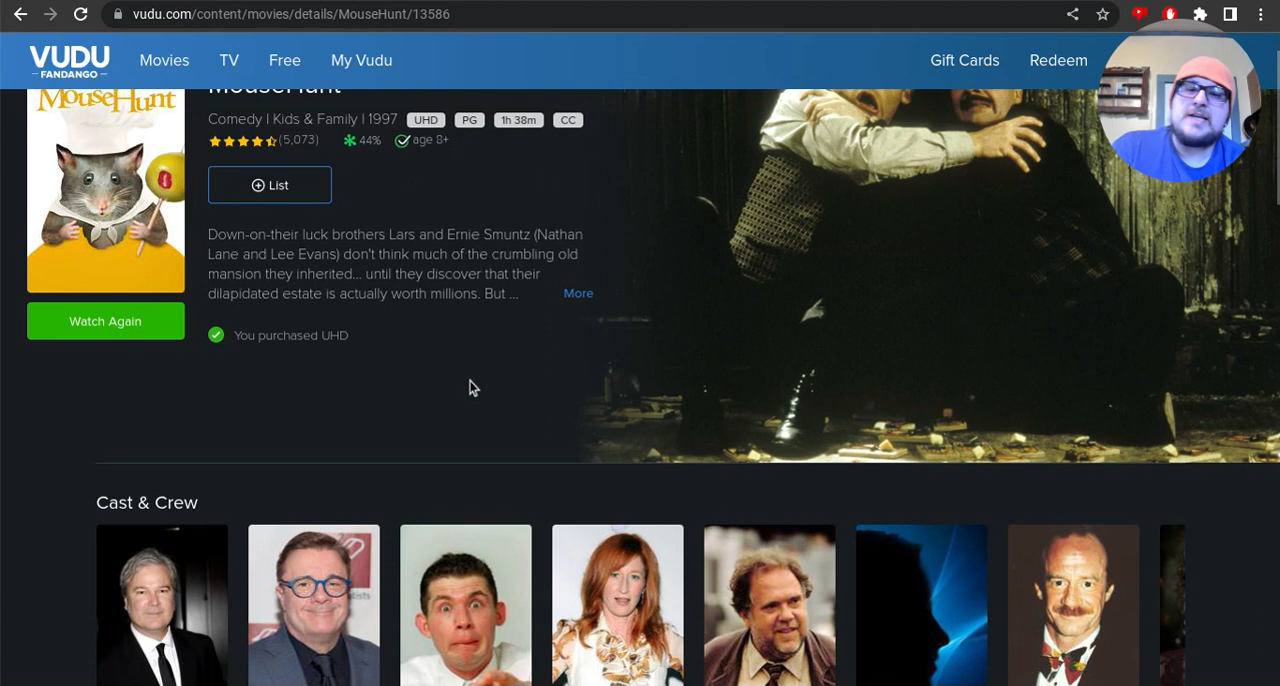 vudu.com/content/movies/details/MouseHunt/13586
VUDU
FANDANGO
Movies
TV
Free
My Vudu
Gift Cards
Redeem
MouseHunt
MouseHunt
Comedy | Kids & Family | 1997 UHD PG 1h 38m CC
(5,073) 44% age 8+
List
Down-on-their luck brothers Lars and Ernie Smuntz (Nathan
Lane and Lee Evans) don't think much of the crumbling old
mansion they inherited... until they discover that their
dilapidated estate is actually worth millions. But ... More
Watch Again
You purchased UHD
Cast & Crew